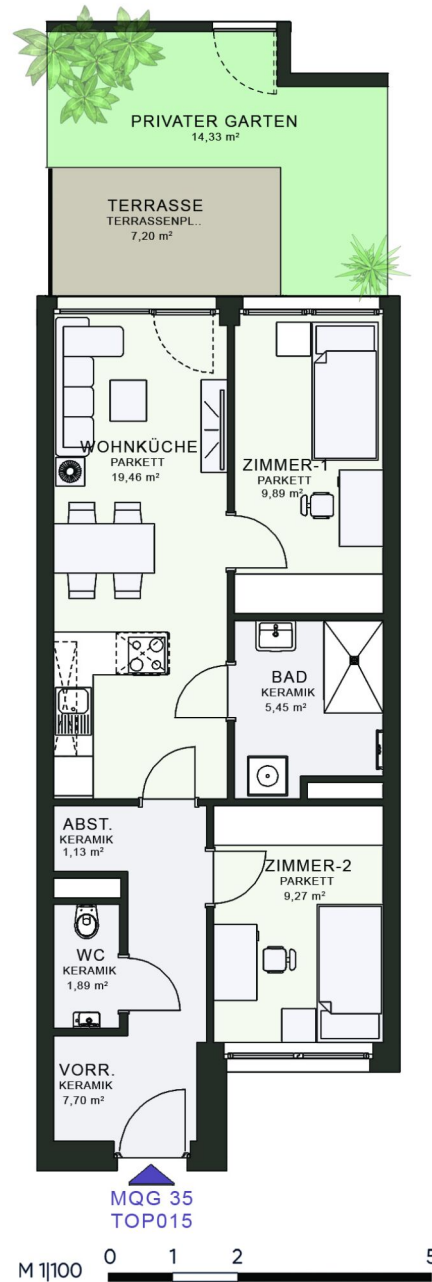 PRIVATER GARTEN
14,33 m²
TERRASSE
TERRASSENPL..
7,20 m²
WOHNKÜCHE
PARKETT
19,46 m²
ZIMMER-1
PARKETT
9,89 m²
BAD
KERAMIK
5,45 m²
ABST.
KERAMIK
1,13 m²
ZIMMER-2
PARKETT
9,27 m²
WC
KERAMIK
1,89 m²
VORR.
KERAMIK
7,70 m²
MQG 35
TOP015
M 1|100 0 1 2 5